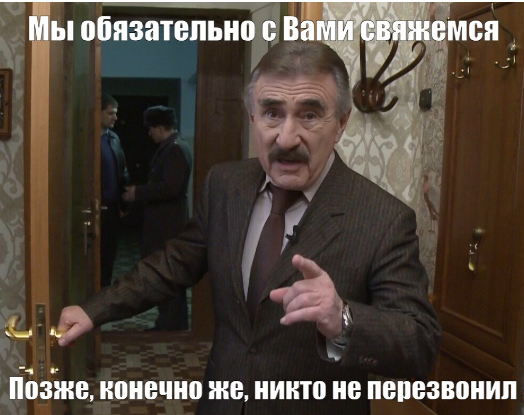 Мы обязательно с Вами свяжемся
Позже, конечно же, никто не перезвонил